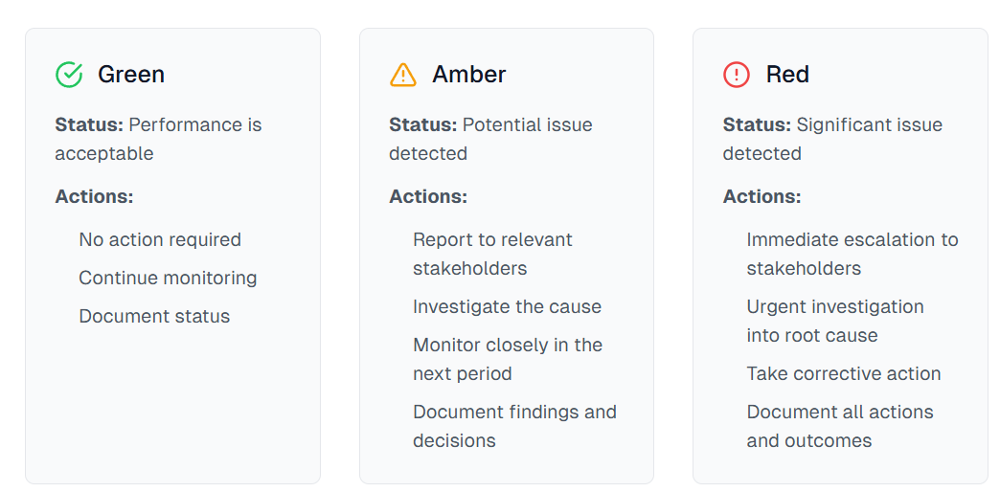 Green
Status: Performance is
acceptable
Actions:
No action required
Continue monitoring
Document status
Amber
Status: Potential issue
detected
Actions:
Report to relevant
stakeholders
Investigate the cause
Monitor closely in the
next period
Document findings and
decisions
Red
Status: Significant issue
detected
Actions:
Immediate escalation to
stakeholders
Urgent investigation
into root cause
Take corrective action
Document all actions
and outcomes